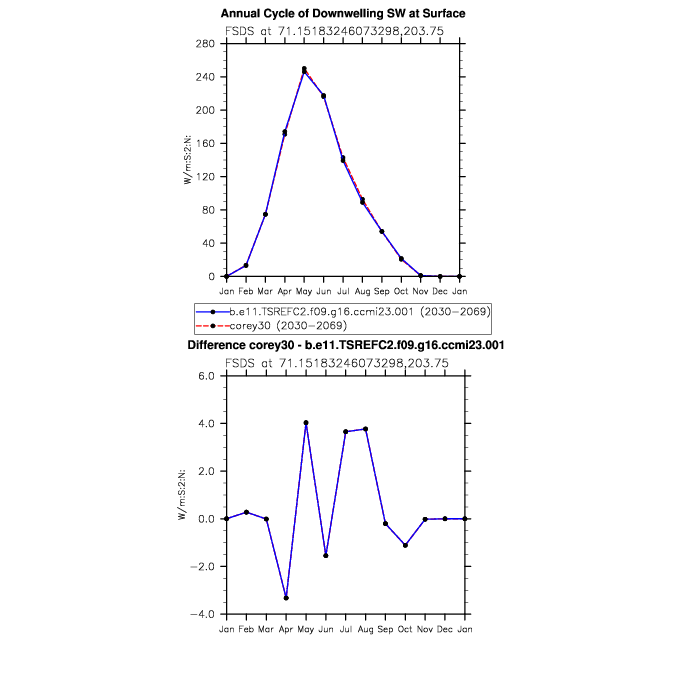 Annual Cycle of Downwelling SW at Surface
FSDS at 71.15183246073298,203.75
280
240
200
160
120
80
40
0
W/m:S:2:N:
Jan Feb Mar Apr May Jun Jul Aug Sep Oct Nov Dec Jan
b.e11.TSREFC2.f09.g16.ccmi23.001 (2030-2069)
corey30 (2030-2069)
Difference corey30 - b.e11.TSREFC2.f09.g16.ccmi23.001
FSDS at 71.15183246073298,203.75
6.0
4.0
2.0
0.0
-2.0
-4.0
W/m:S:2:N:
Jan Feb Mar Apr May Jun Jul Aug Sep Oct Nov Dec Jan